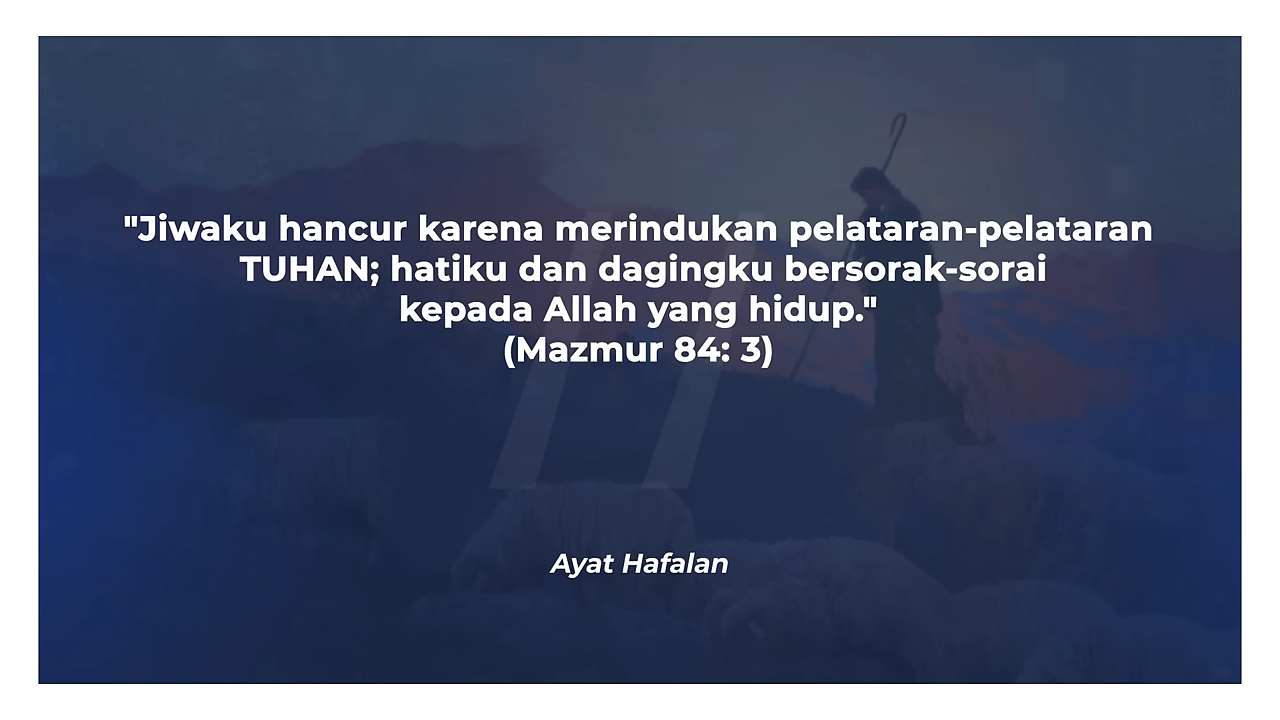 "Jiwaku hancur karena merindukan pelataran-pelataran
TUHAN; hatiku dan dagingku bersorak-sorai
kepada Allah yang hidup."
(Mazmur 84: 3)
Ayat Hafalan